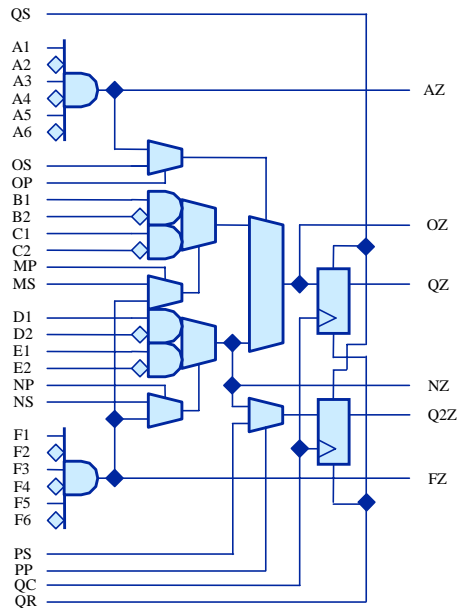 QS
A1
A2
A3
AZ
A4
A5
A6
OS
OP
B1
B2
C1
OZ
C2
MP
MS
QZ
D1
D2
E1
E2
NP
NZ
NS
Q2Z
F1
F2
F3
F4
FZ
F5
F6
PS
PP
QC
QR